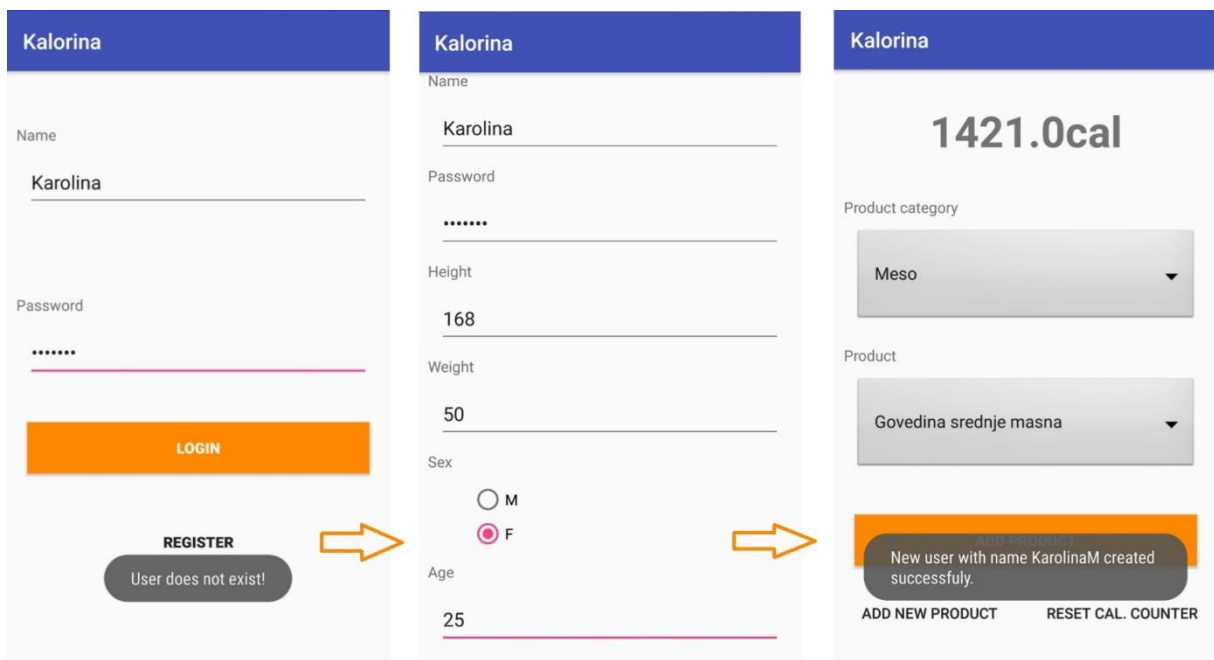 Kalorina
Name
Karolina
Password
•••••••
LOGIN
REGISTER
User does not exist!
Kalorina
Name
Karolina
Password
•••••••
Height
168
Weight
50
Sex
M
F
Age
25
Kalorina
1421.0cal
Product category
Meso
Product
Govedina srednje masna
ADD PRODUCT
New user with name KarolinaM created
successfuly.
ADD NEW PRODUCT RESET CAL. COUNTER